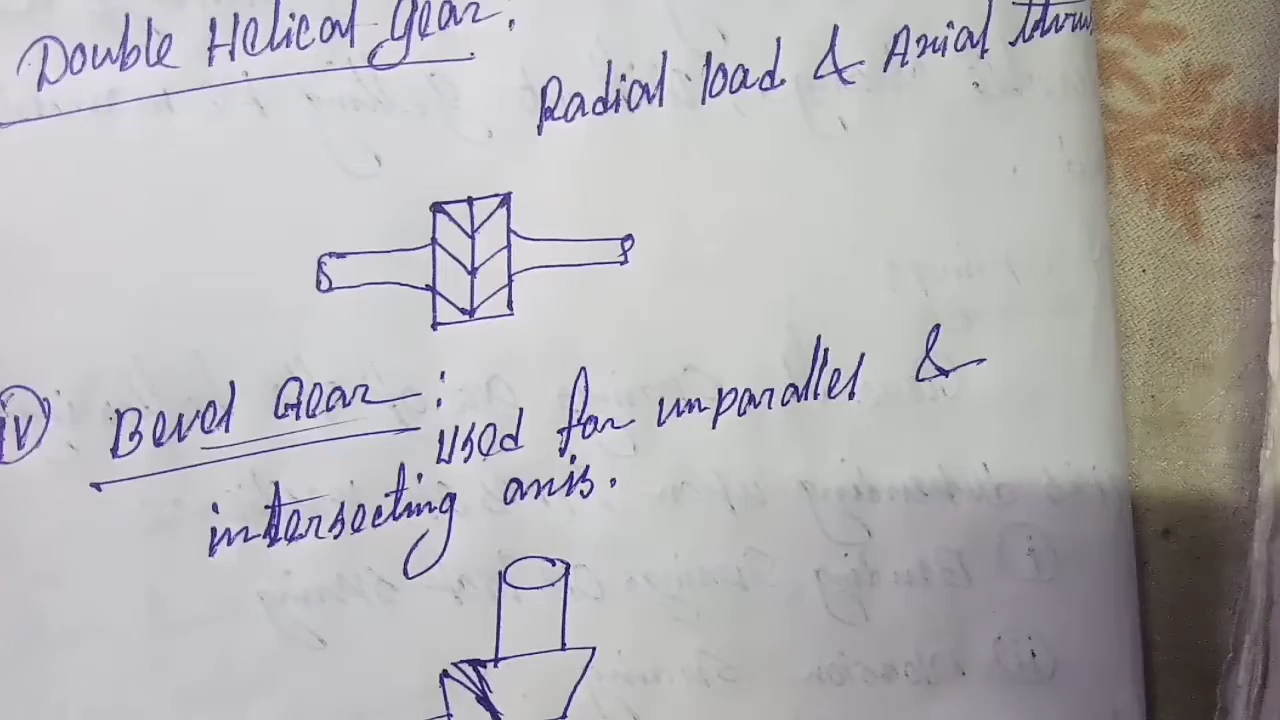 Double Helical Gear.
Radial load & Axial
iv) Bevel Gear :
used for unparallel &
intersecting axis.